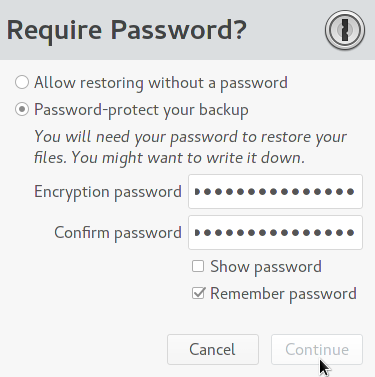 Require Password?
Allow restoring without a password
Password-protect your backup
You will need your password to restore your
files. You might want to write it down.
Encryption password
Confirm password
Show password
Remember password
Cancel Continue